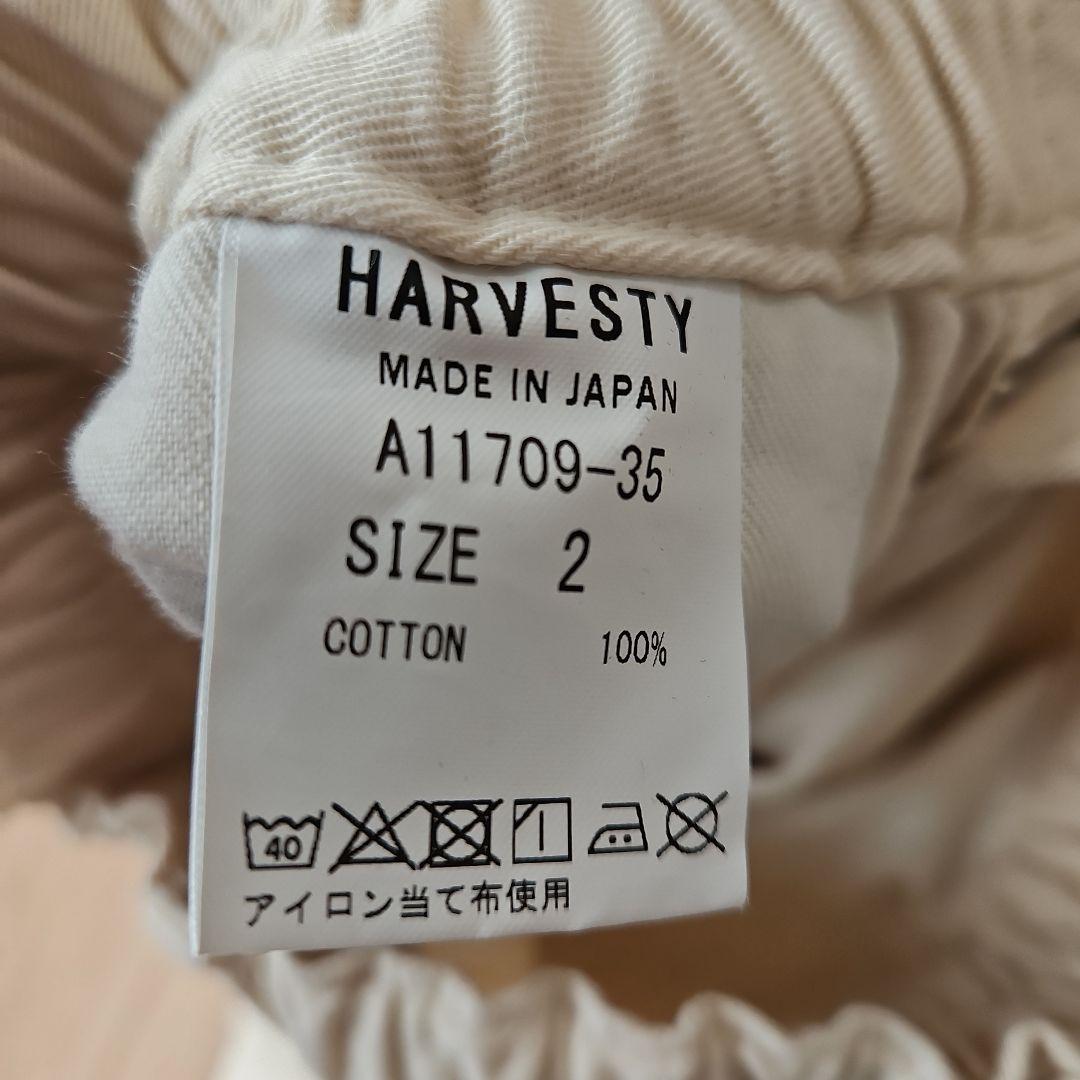 HARVESTY
MADE IN JAPAN
A11709-35
SIZE 2
COTTON 100%
40
アイロン当て布使用